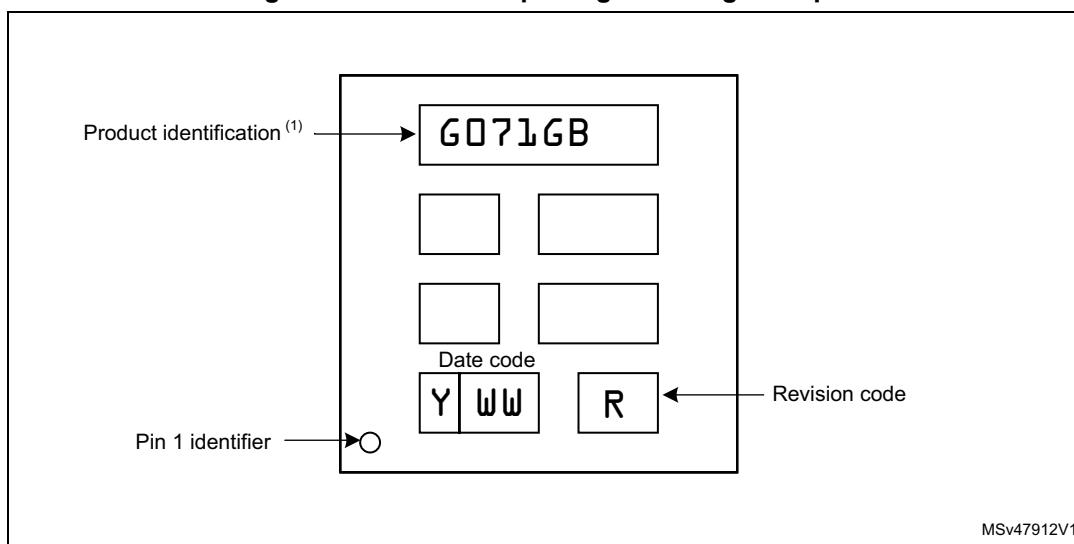 Product identification (1)
G071GB
Date code
Y WW R
Revision code
Pin 1 identifier
MSv47912V1